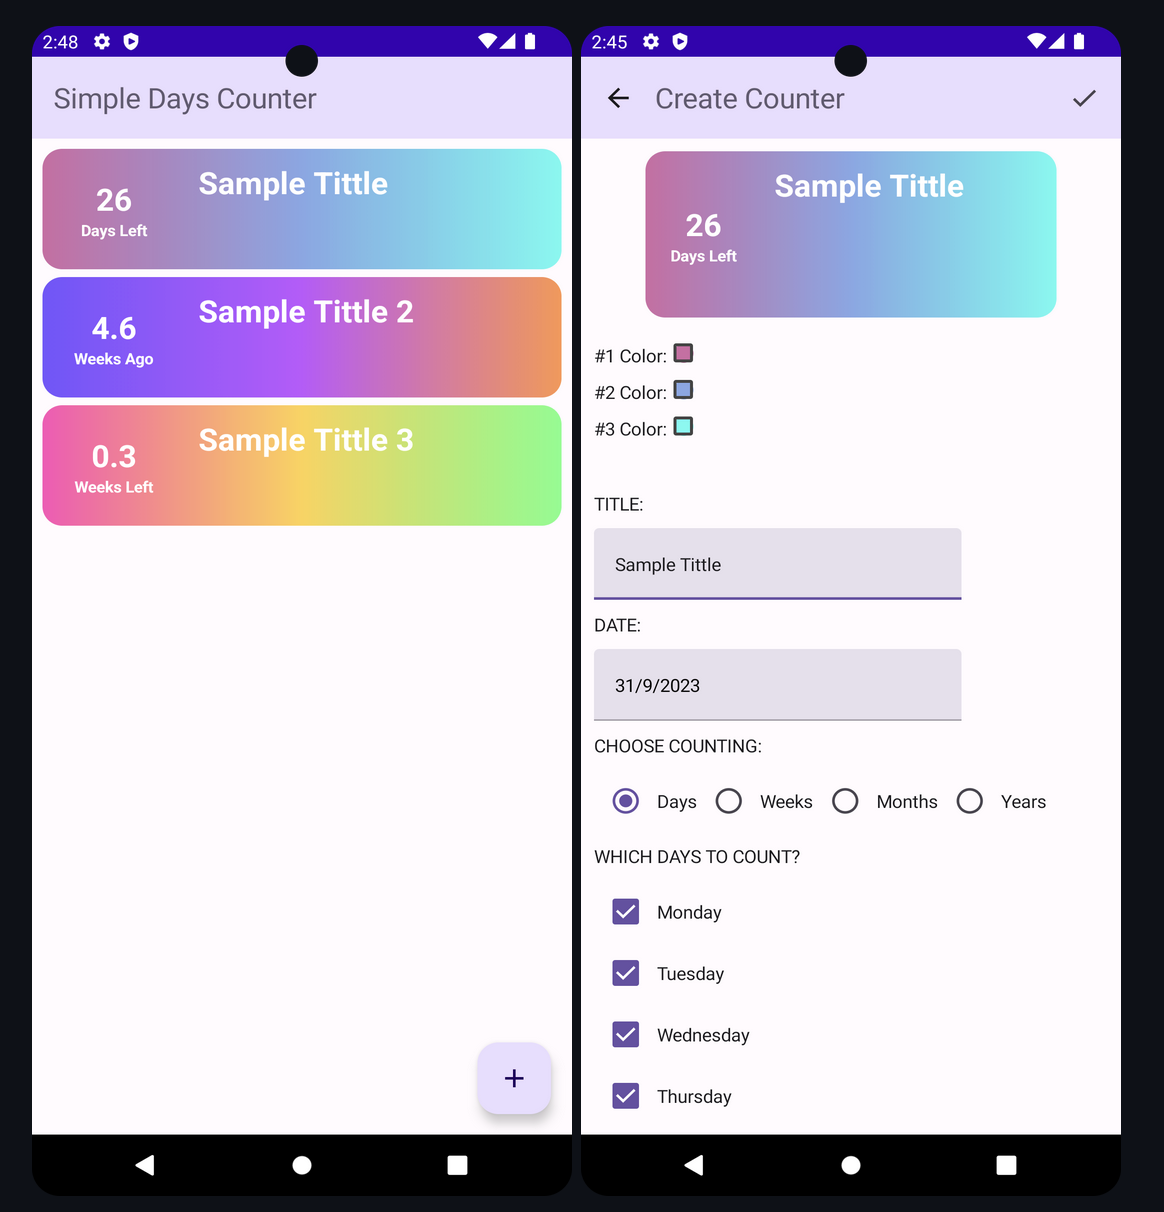 2:48
Simple Days Counter
Sample Tittle
26
Days Left
Sample Tittle 2
4.6
Weeks Ago
Sample Tittle 3
0.3
Weeks Left
+
2:45
Create Counter
Sample Tittle
26
Days Left
#1 Color:
#2 Color:
#3 Color:
TITLE:
Sample Tittle
DATE:
31/9/2023
CHOOSE COUNTING:
Days Weeks Months Years
WHICH DAYS TO COUNT?
Monday
Tuesday
Wednesday
Thursday